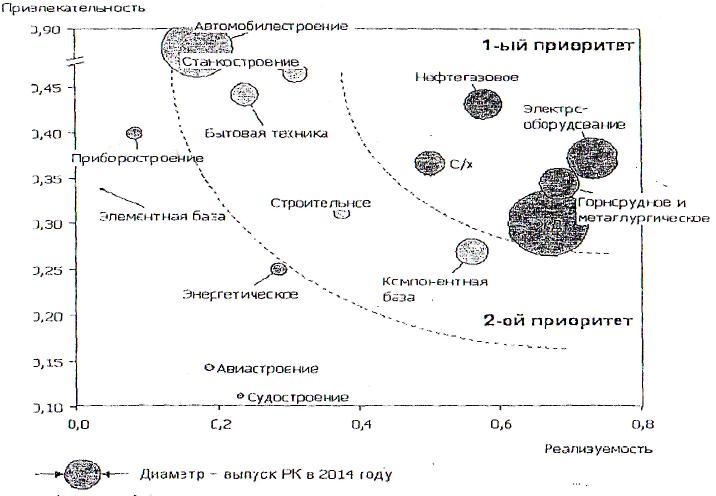 Привлекательность
0,90
0,45
0,40
0,35
0,30
0,25
0,20
0,15
0,10
Автомобилестроение
Станкостроение
Бытовая техника
Приборостроение
Элементная база
Строительное
Энергетическое
Авиастроение
Судостроение
1-ый приоритет
Нефтегазовое
Электро-
оборудование
С/х
Горнорудное и
металлургическое
Компонентная
база
2-ой приоритет
0,0
0,2
0,4
0,6
0,8
Реализуемость
Диаметр – выпуск РК в 2014 году